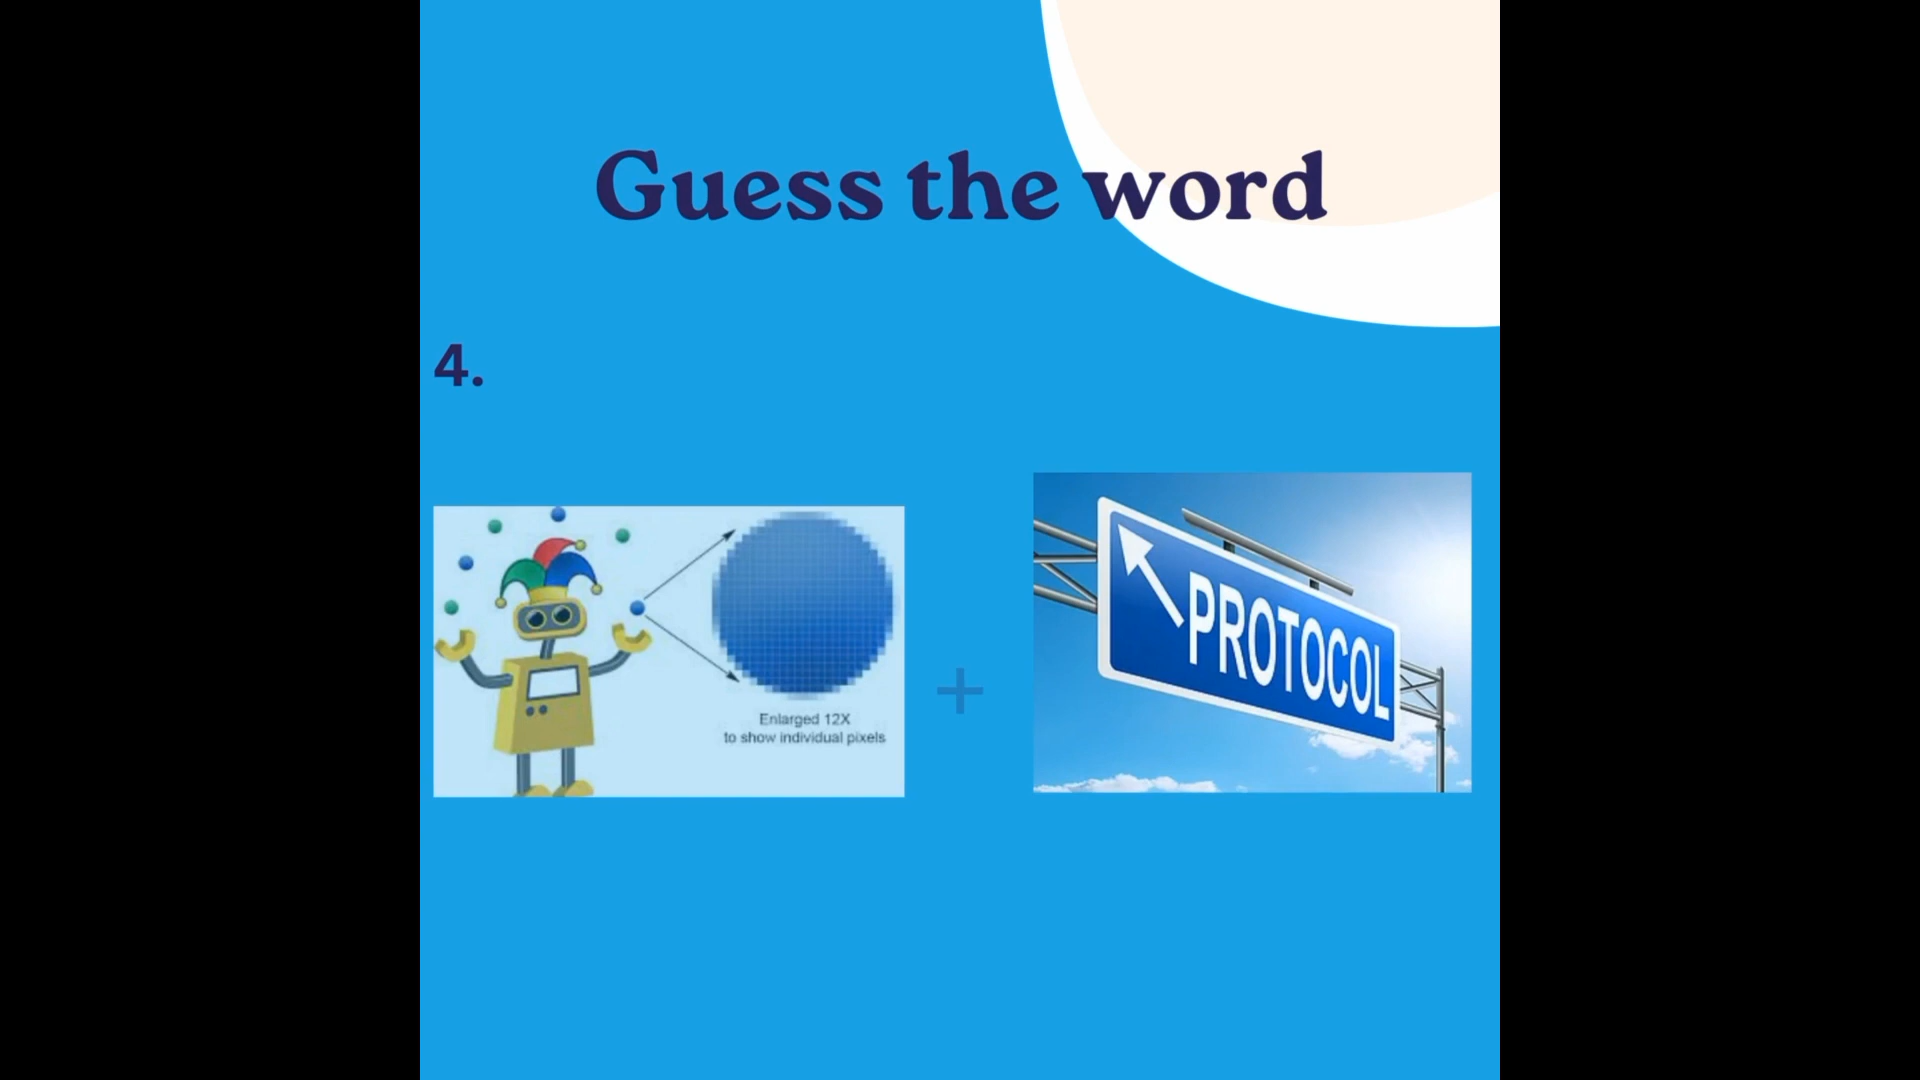 Guess the word
4.
Enlarged 12X
to show individual pixels
+
PROTOCOL